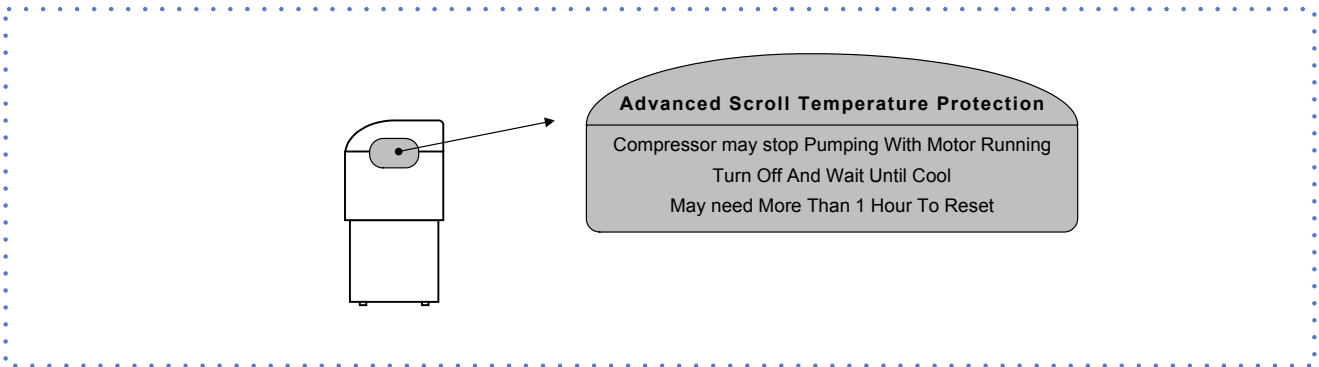 Advanced Scroll Temperature Protection
Compressor may stop Pumping With Motor Running
Turn Off And Wait Until Cool
May need More Than 1 Hour To Reset